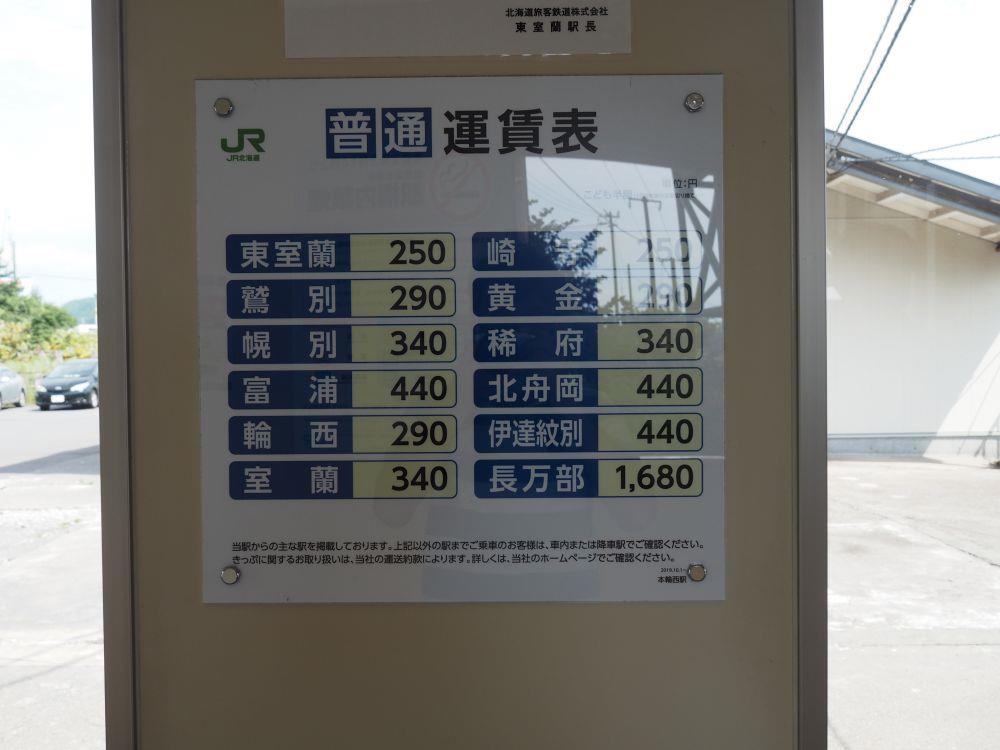 北海道旅客鉄道株式会社
東室蘭駅長
JR
JR北海道
普通運賃表
単位:円
東室蘭 250
鷲別 290
幌別 340
富浦 440
輪西 290
室蘭 340
崎 250
黄金 290
稀府 340
北舟岡 440
伊達紋別 440
長万部 1,680
当駅からの主な駅を掲載しております。上記以外の駅までご乗車のお客様は、車内または降車駅でご確認ください。
きっぷに関するお取り扱いは、当社の運送約款によります。詳しくは、当社のホームページでご確認ください。
2019.10.1~
本輪西駅